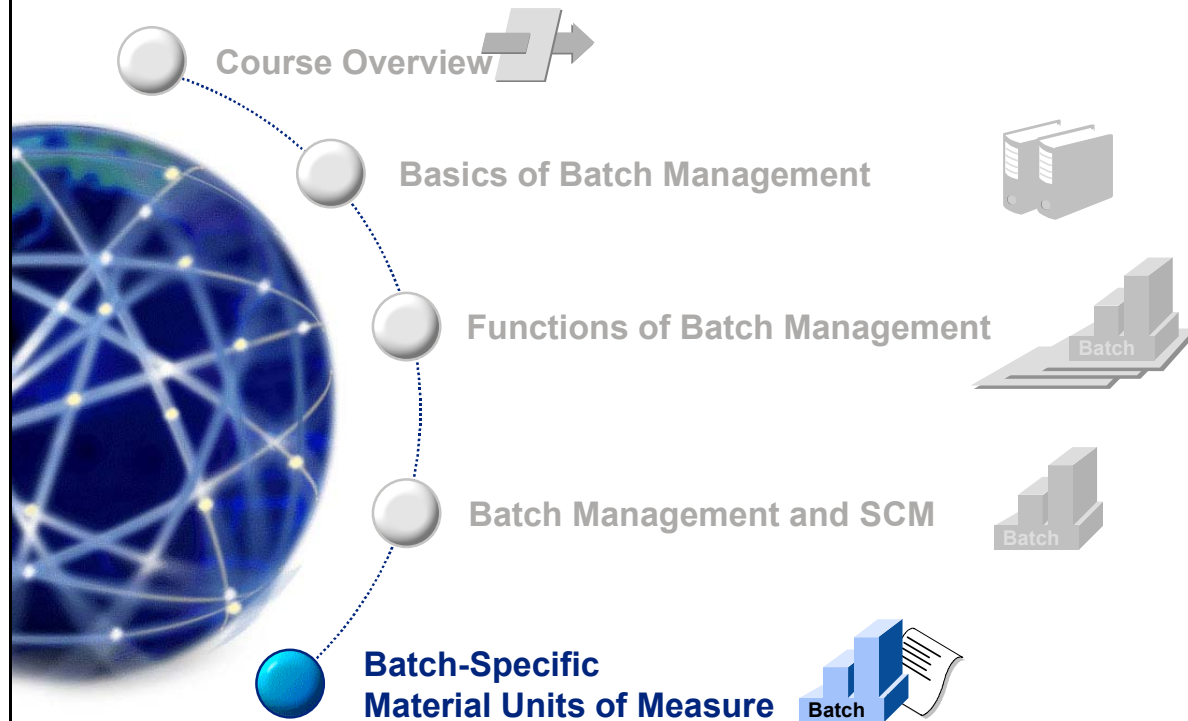 Course Overview
Basics of Batch Management
Functions of Batch Management
Batch
Batch Management and SCM
Batch
Batch-Specific
Material Units of Measure
Batch